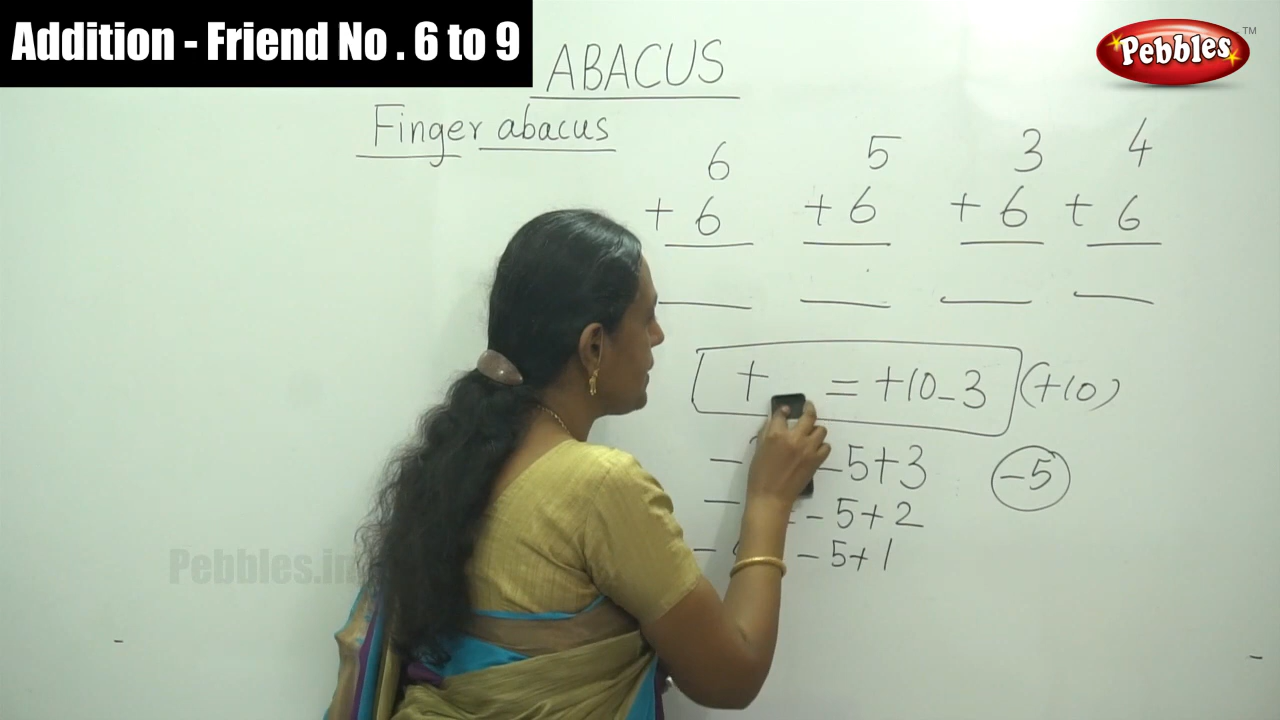 Addition - Friend No . 6 to 9
Pebbles TM
ABACUS
Finger abacus
6 5 3 4
+ 6 + 6 + 6 + 6
+ = +10-3 (+10)
- -5+3 -5
- = -5+2
- -5+1
Pebbles.in